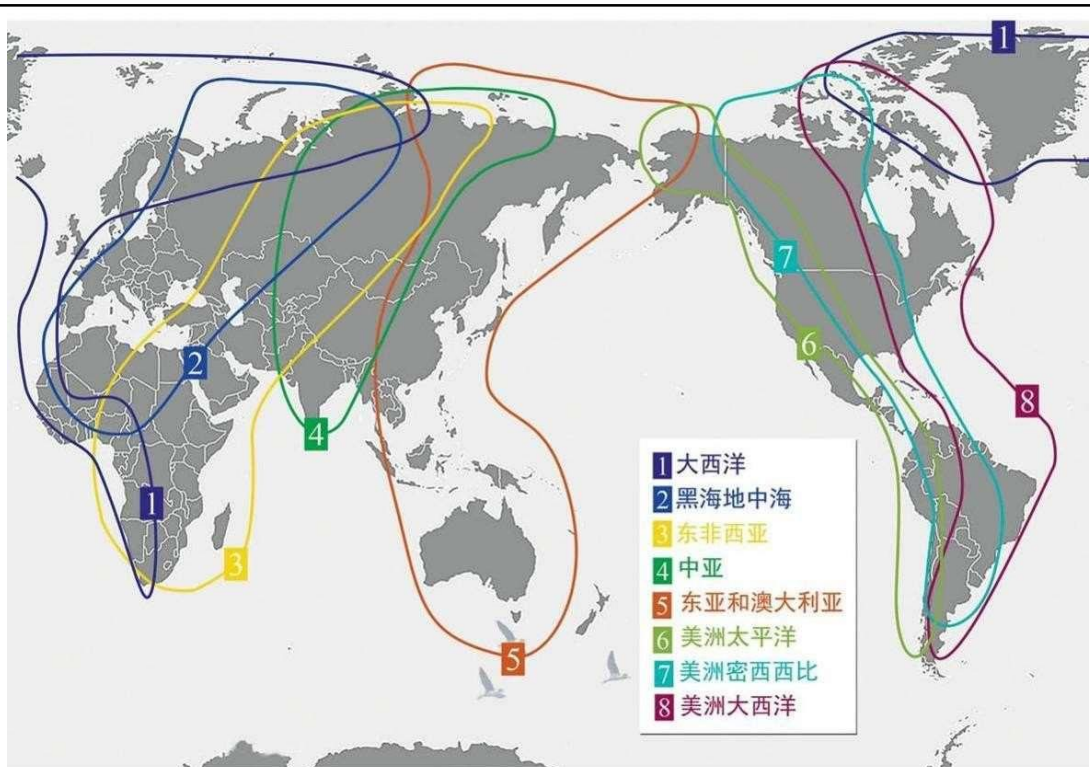 1
1
2
3
4
5
6
7
8
1 大西洋
2 黑海地中海
3 东非西亚
4 中亚
5 东亚和澳大利亚
6 美洲太平洋
7 美洲密西西比
8 美洲大西洋